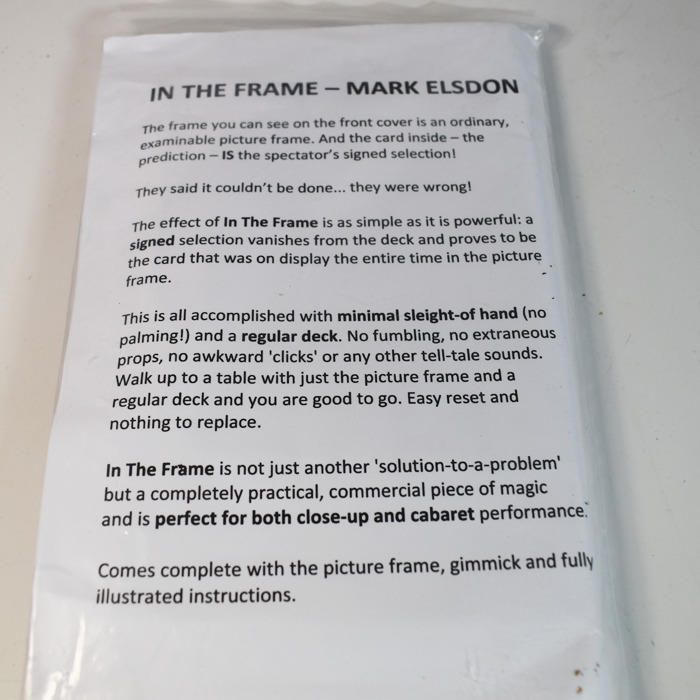 IN THE FRAME – MARK ELSDON
The frame you can see on the front cover is an ordinary,
examinable picture frame. And the card inside – the
prediction – IS the spectator's signed selection!
They said it couldn't be done... they were wrong!
The effect of In The Frame is as simple as it is powerful: a
signed selection vanishes from the deck and proves to be
the card that was on display the entire time in the picture
frame.
This is all accomplished with minimal sleight-of hand (no
palming!) and a regular deck. No fumbling, no extraneous
props, no awkward 'clicks' or any other tell-tale sounds.
Walk up to a table with just the picture frame and a
regular deck and you are good to go. Easy reset and
nothing to replace.
In The Frame is not just another 'solution-to-a-problem'
but a completely practical, commercial piece of magic
and is perfect for both close-up and cabaret performance.
Comes complete with the picture frame, gimmick and fully
illustrated instructions.